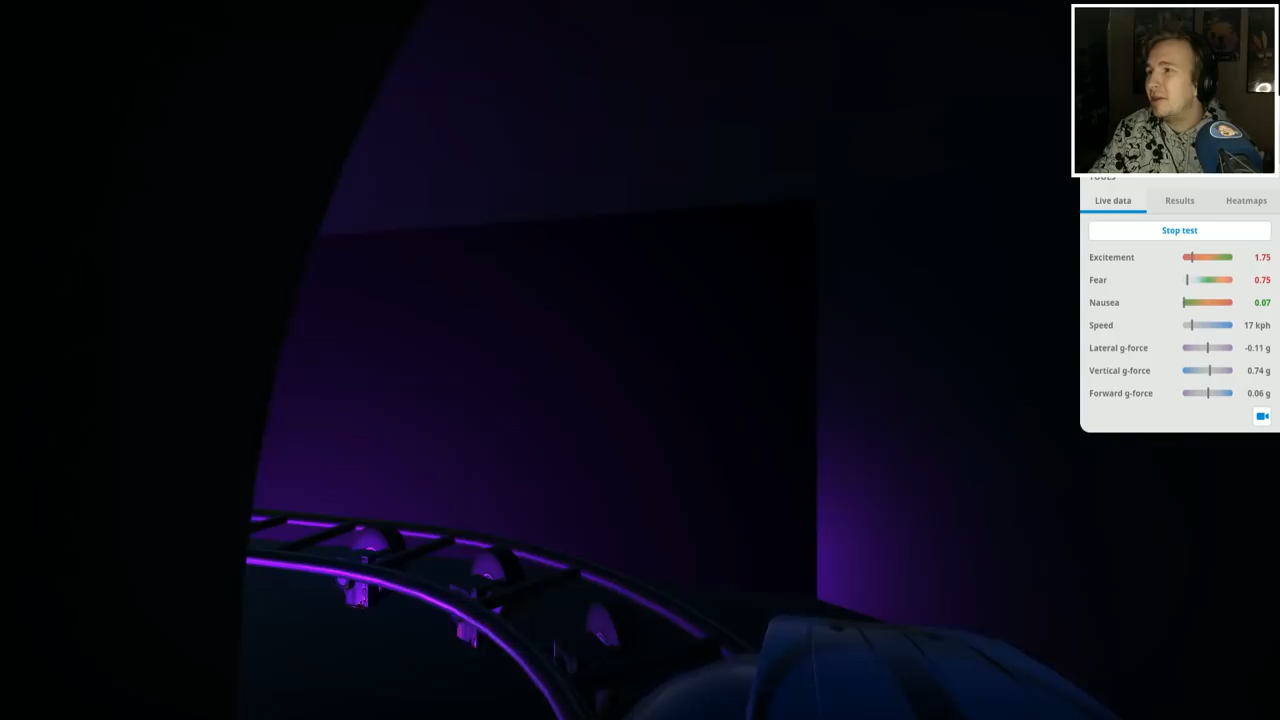 TOOLS
Live data Results Heatmaps
Stop test
Excitement 1.75
Fear 0.75
Nausea 0.07
Speed 17 kph
Lateral g-force -0.11 g
Vertical g-force 0.74 g
Forward g-force 0.06 g